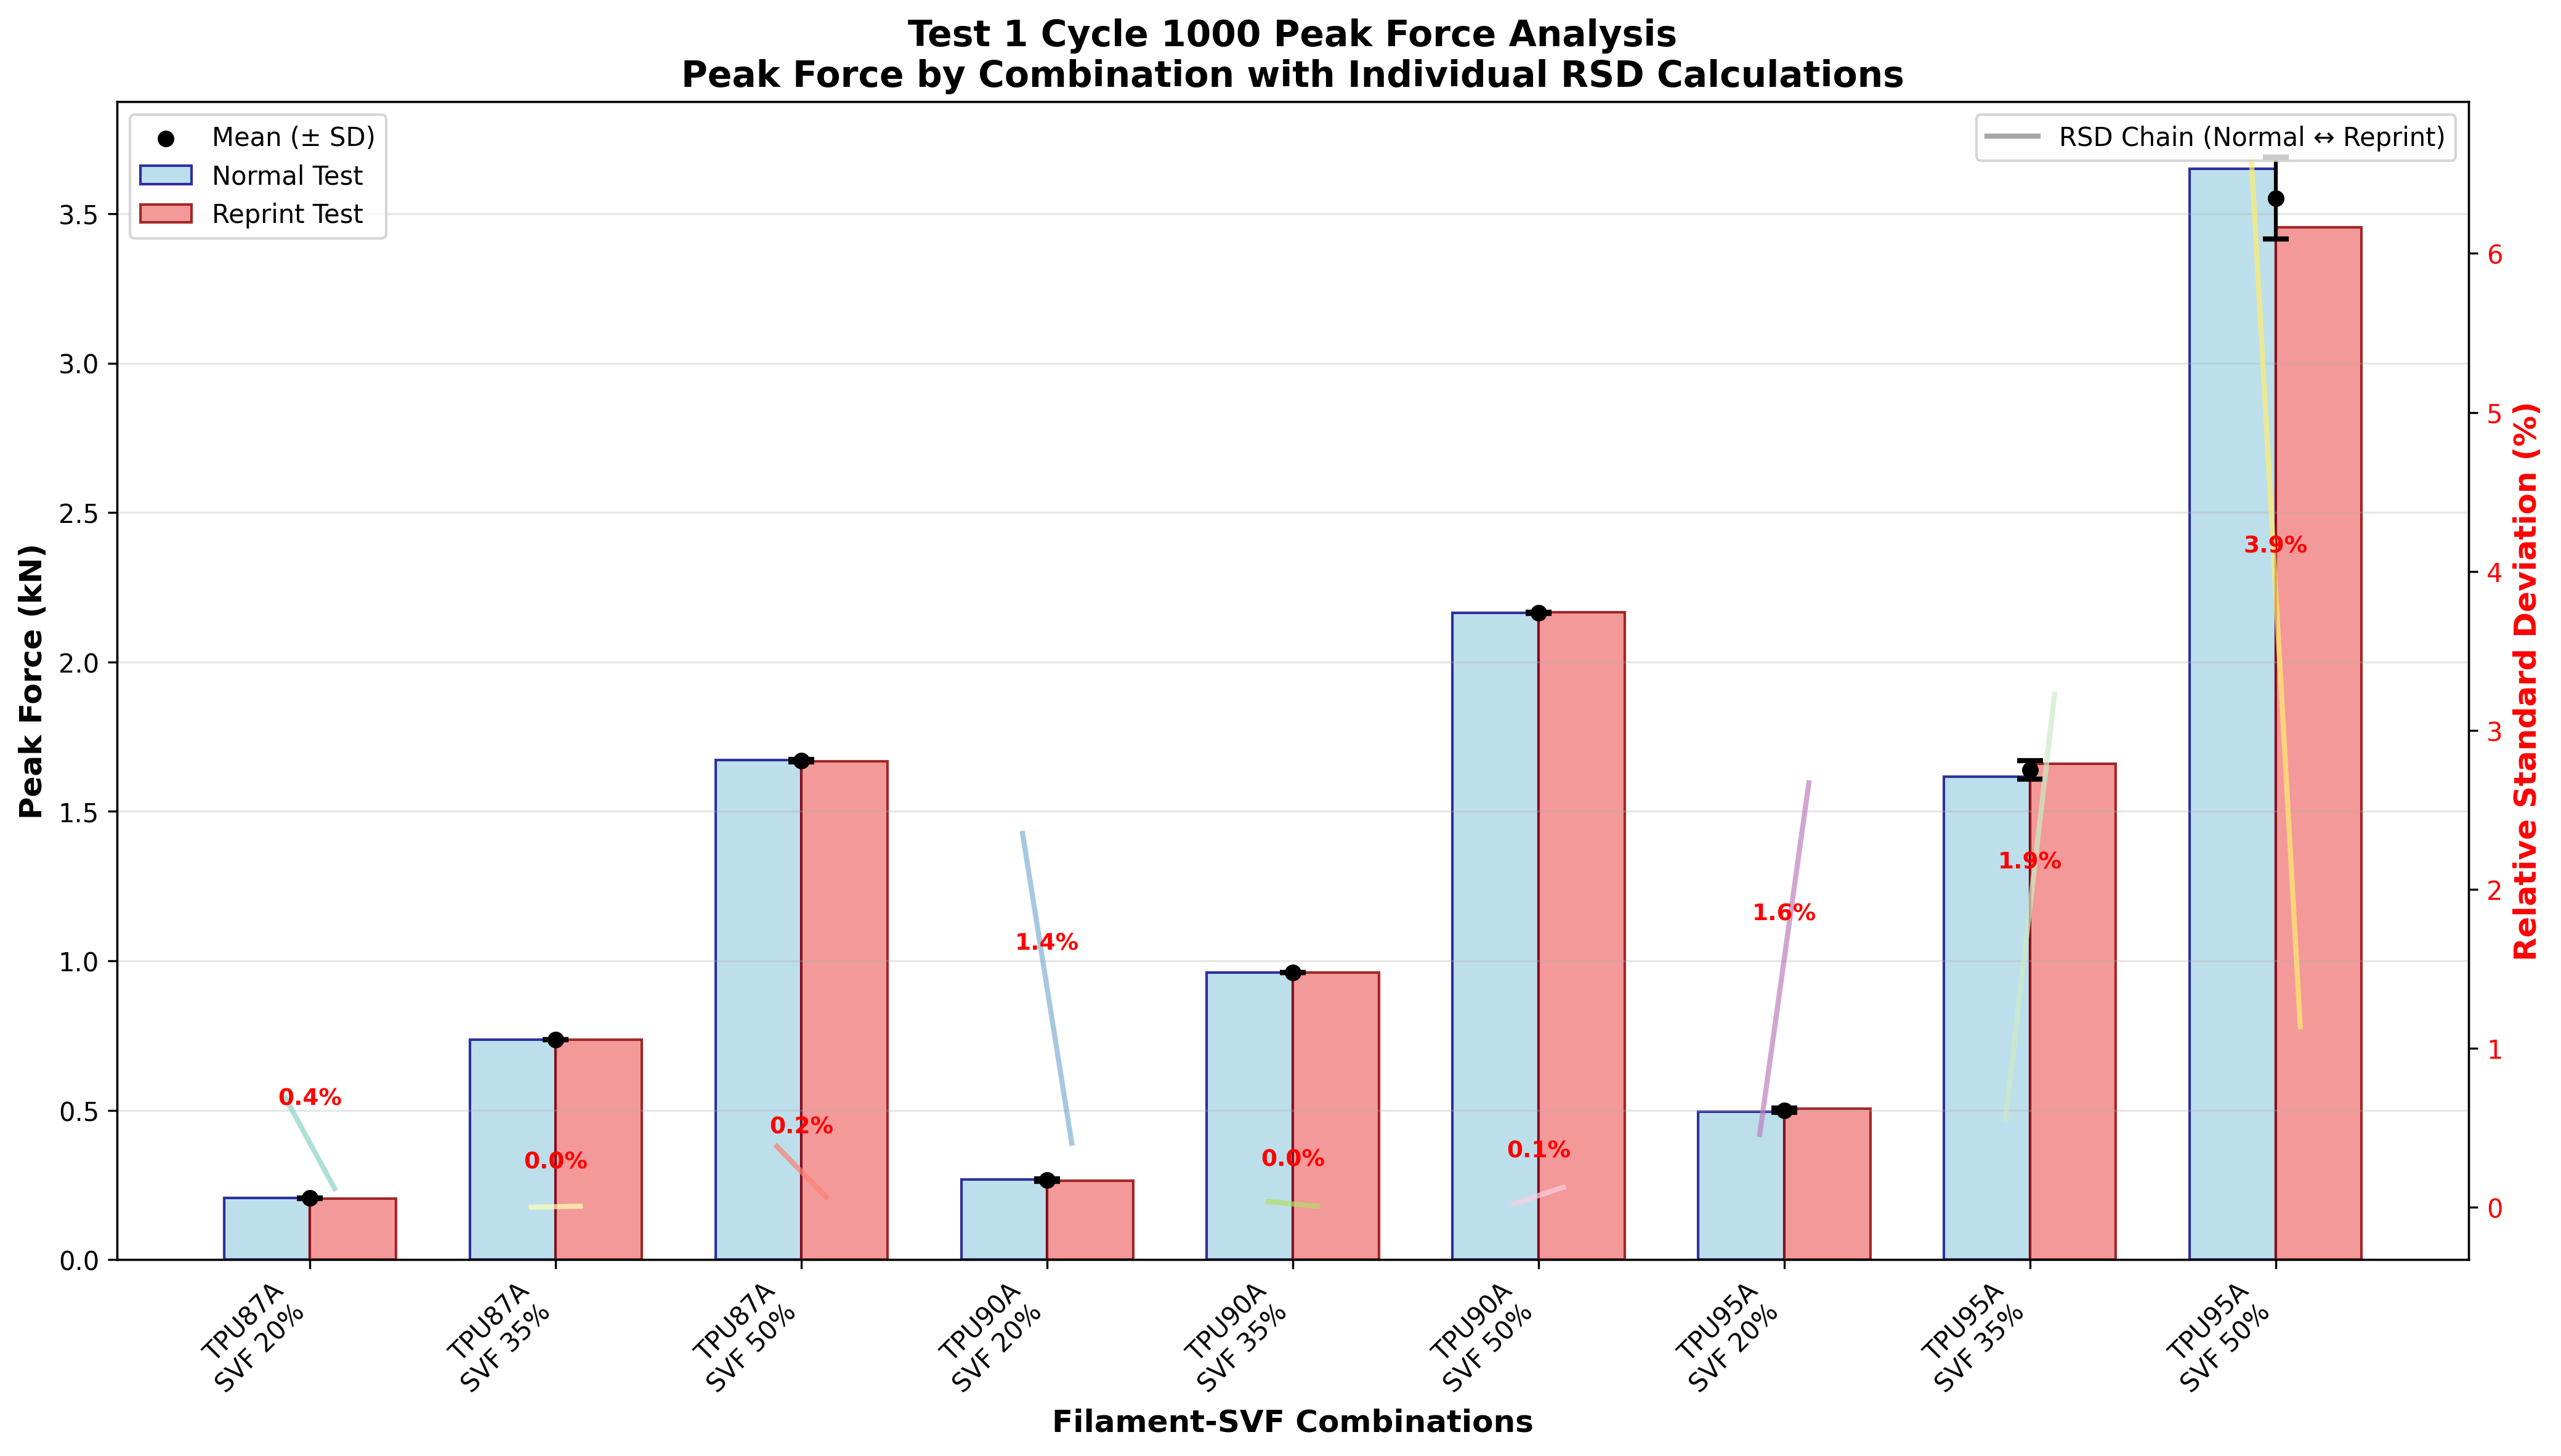 Test 1 Cycle 1000 Peak Force Analysis
Peak Force by Combination with Individual RSD Calculations
Mean (± SD)
Normal Test
Reprint Test
RSD Chain (Normal ↔ Reprint)
Peak Force (kN)
3.5
3.0
2.5
2.0
1.5
1.0
0.5
0.0
0.4%
0.0%
0.2%
1.4%
0.0%
0.1%
1.6%
1.9%
3.9%
6
5
4
3
2
1
0
Relative Standard Deviation (%)
TPU87A
SVF 20%
TPU87A
SVF 35%
TPU87A
SVF 50%
TPU90A
SVF 20%
TPU90A
SVF 35%
TPU90A
SVF 50%
TPU95A
SVF 20%
TPU95A
SVF 35%
TPU95A
SVF 50%
Filament-SVF Combinations